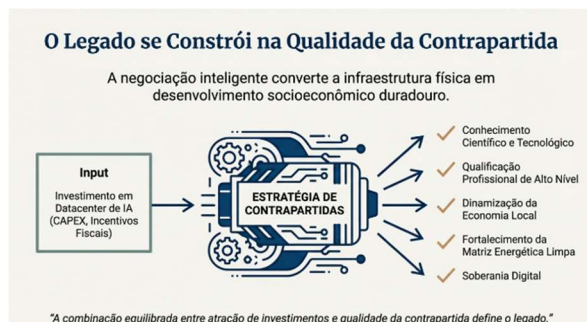 O Legado se Constrói na Qualidade da Contrapartida
A negociação inteligente converte a infraestrutura física em
desenvolvimento socioeconômico duradouro.
Input
Investimento em
Datacenter de IA
(CAPEX, Incentivos
Fiscais)
ESTRATÉGIA DE
CONTRAPARTIDAS
Conhecimento
Científico e Tecnológico
Qualificação
Profissional de Alto Nível
Dinamização da
Economia Local
Fortalecimento da
Matriz Energética Limpa
Soberania Digital
"A combinação equilibrada entre atração de investimentos e qualidade da contrapartida define o legado."